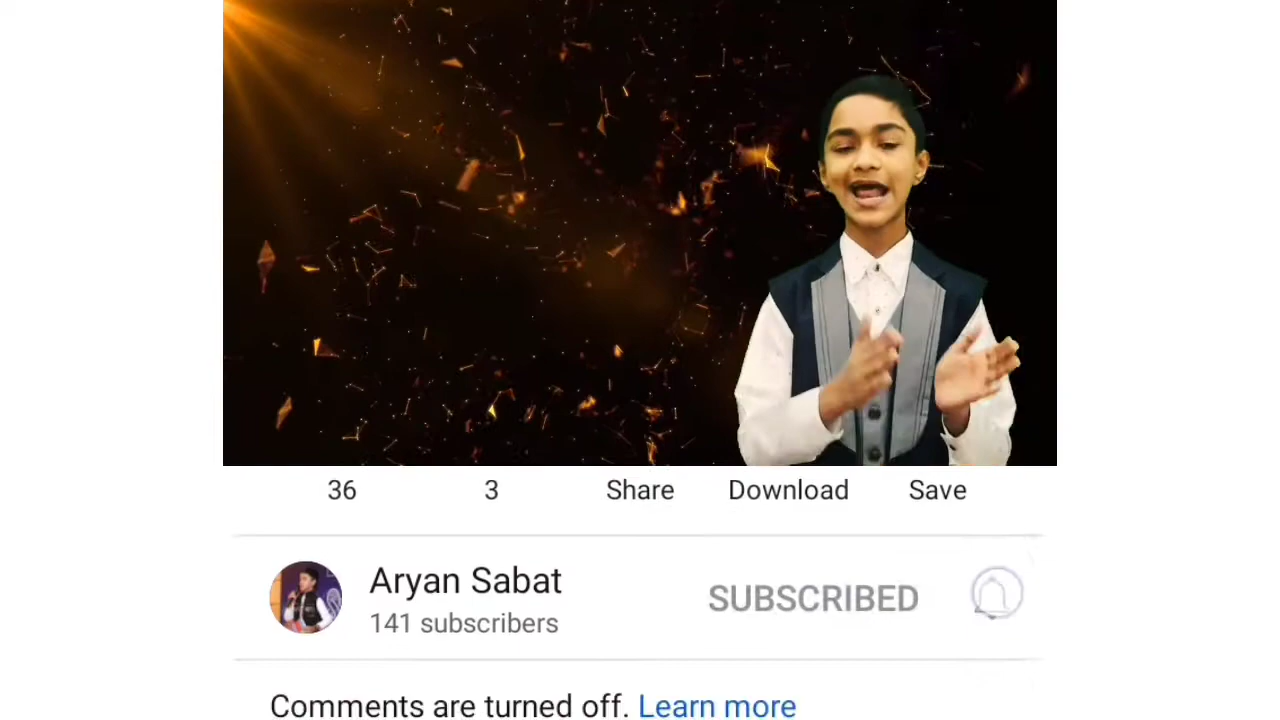 36 3 Share Download Save
Aryan Sabat
141 subscribers
SUBSCRIBED
Comments are turned off. Learn more